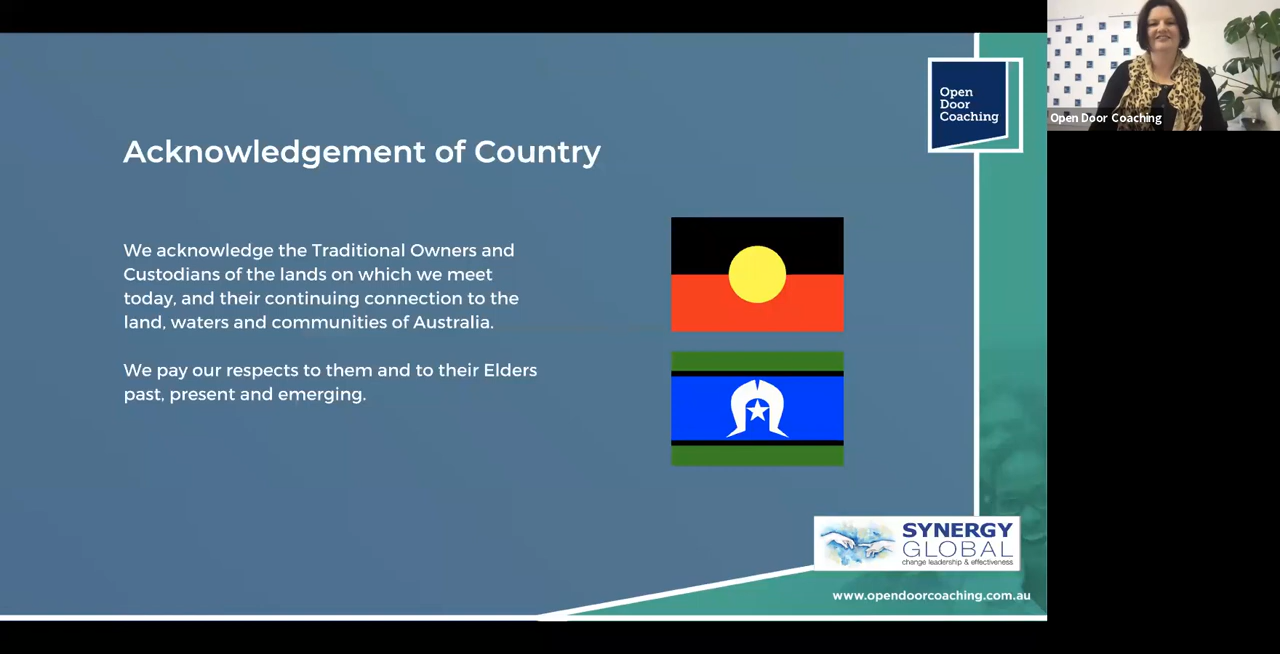 Open
Door
Coaching
Open Door Coaching
Acknowledgement of Country
We acknowledge the Traditional Owners and
Custodians of the lands on which we meet
today, and their continuing connection to the
land, waters and communities of Australia.
We pay our respects to them and to their Elders
past, present and emerging.
SYNERGY
GLOBAL
change leadership & effectiveness
www.opendoorcoaching.com.au